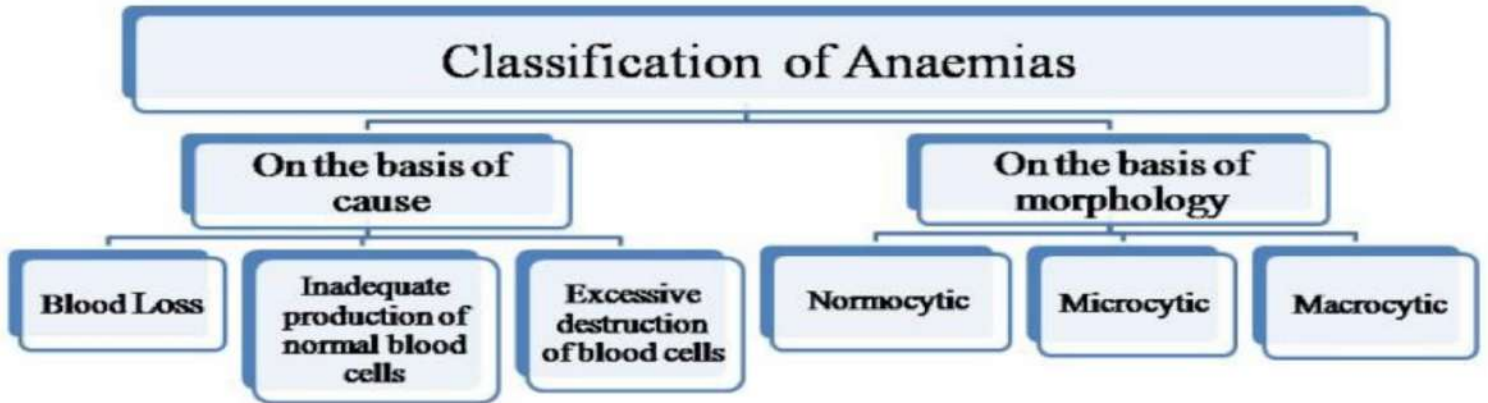 Classification of Anaemias
On the basis of
cause
On the basis of
morphology
Blood Loss
Inadequate
production of
normal blood
cells
Excessive
destruction
of blood cells
Normocytic
Microcytic
Macrocytic